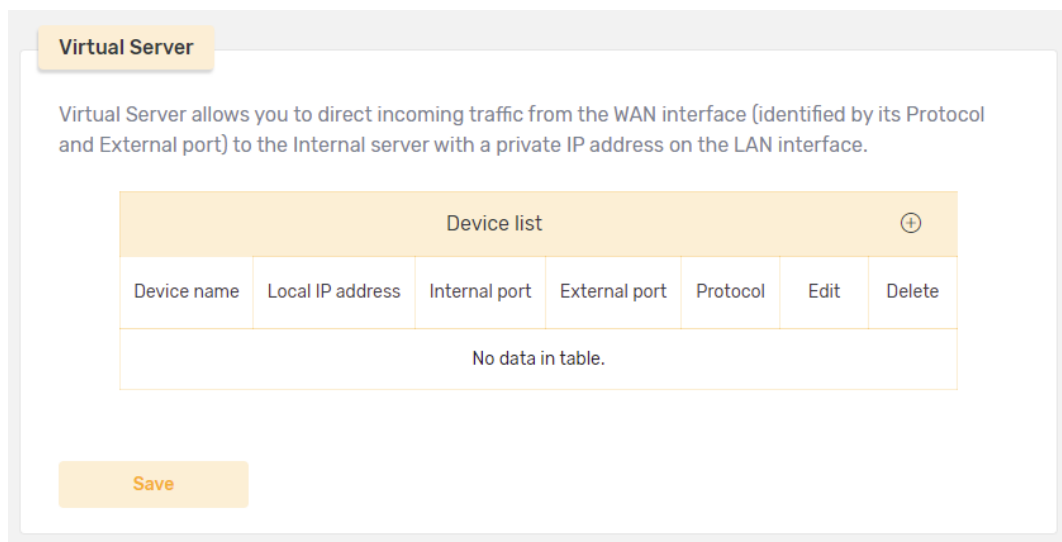 Virtual Server
Virtual Server allows you to direct incoming traffic from the WAN interface (identified by its Protocol
and External port) to the Internal server with a private IP address on the LAN interface.
Device list
Device name Local IP address Internal port External port Protocol Edit Delete
No data in table.
Save